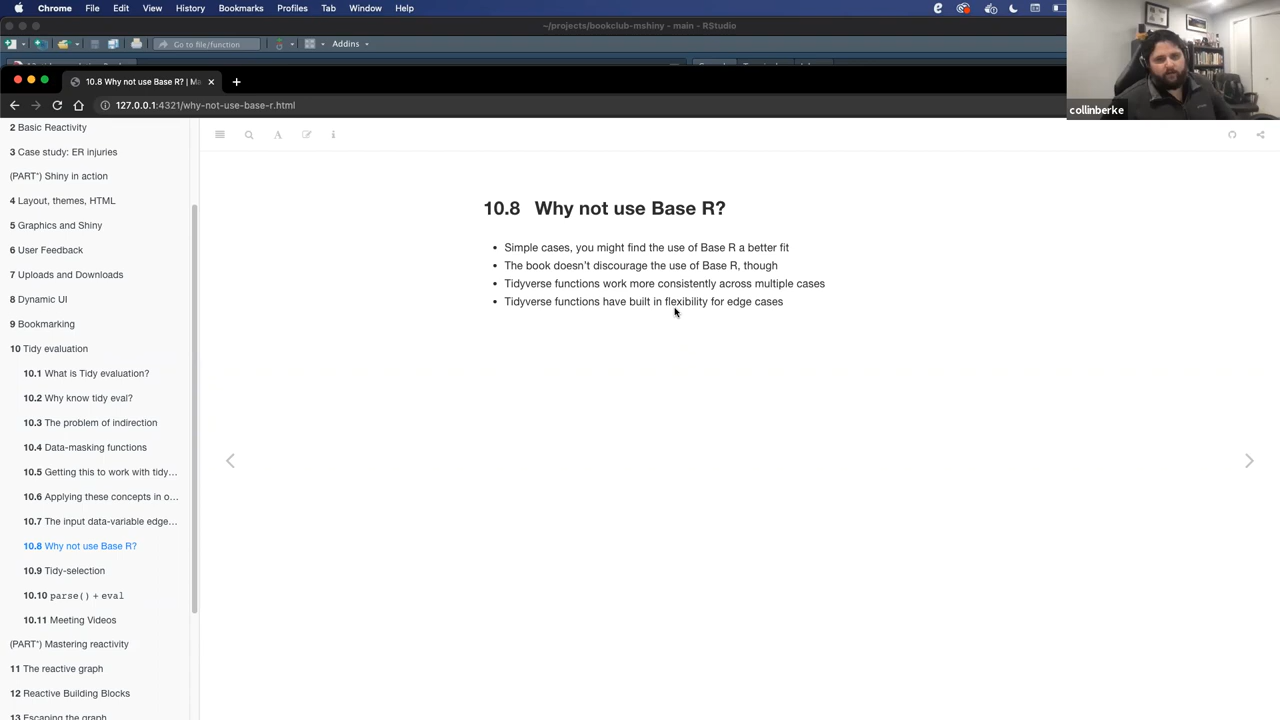 Chrome File Edit View History Bookmarks Profiles Tab Window Help
~/projects/bookclub-mshiny - main - RStudio
Go to file/function Addins
10.8 Why not use Base R? | Ma
127.0.0.1:4321/why-not-use-base-r.html
collinberke
2 Basic Reactivity
3 Case study: ER injuries
(PART*) Shiny in action
4 Layout, themes, HTML
5 Graphics and Shiny
6 User Feedback
7 Uploads and Downloads
8 Dynamic UI
9 Bookmarking
10 Tidy evaluation
10.1 What is Tidy evaluation?
10.2 Why know tidy eval?
10.3 The problem of indirection
10.4 Data-masking functions
10.5 Getting this to work with tidy…
10.6 Applying these concepts in o…
10.7 The input data-variable edge…
10.8 Why not use Base R?
10.9 Tidy-selection
10.10 parse() + eval
10.11 Meeting Videos
(PART*) Mastering reactivity
11 The reactive graph
12 Reactive Building Blocks
13 Escaping the graph
10.8 Why not use Base R?
• Simple cases, you might find the use of Base R a better fit
• The book doesn't discourage the use of Base R, though
• Tidyverse functions work more consistently across multiple cases
• Tidyverse functions have built in flexibility for edge cases